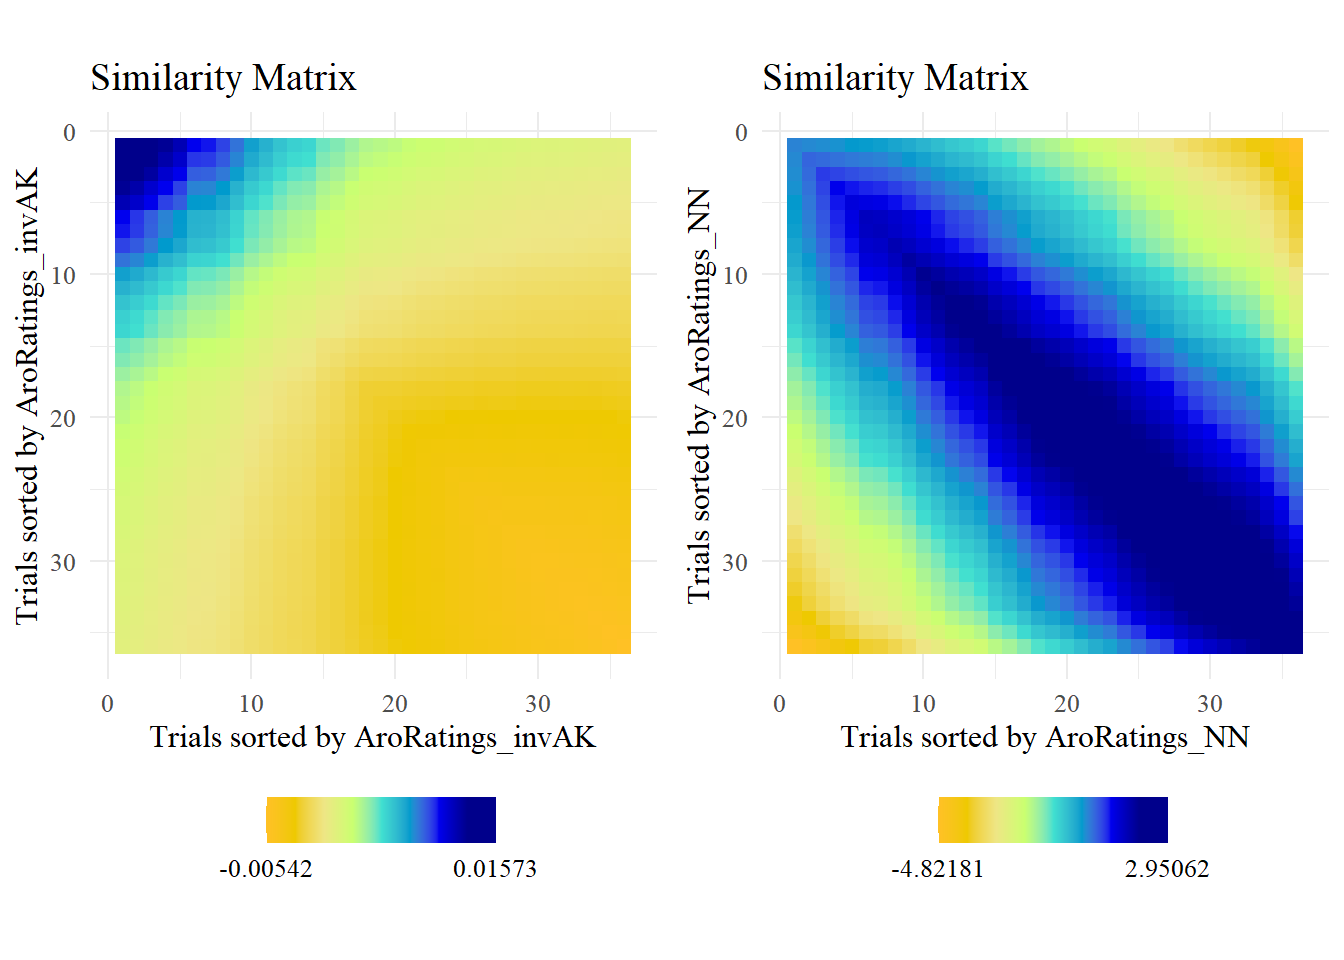 Similarity Matrix
0
10
20
30
Trials sorted by AroRatings_invAK
0 10 20 30
Trials sorted by AroRatings_invAK
-0.00542 0.01573
Similarity Matrix
0
10
20
30
Trials sorted by AroRatings_NN
0 10 20 30
Trials sorted by AroRatings_NN
-4.82181 2.95062